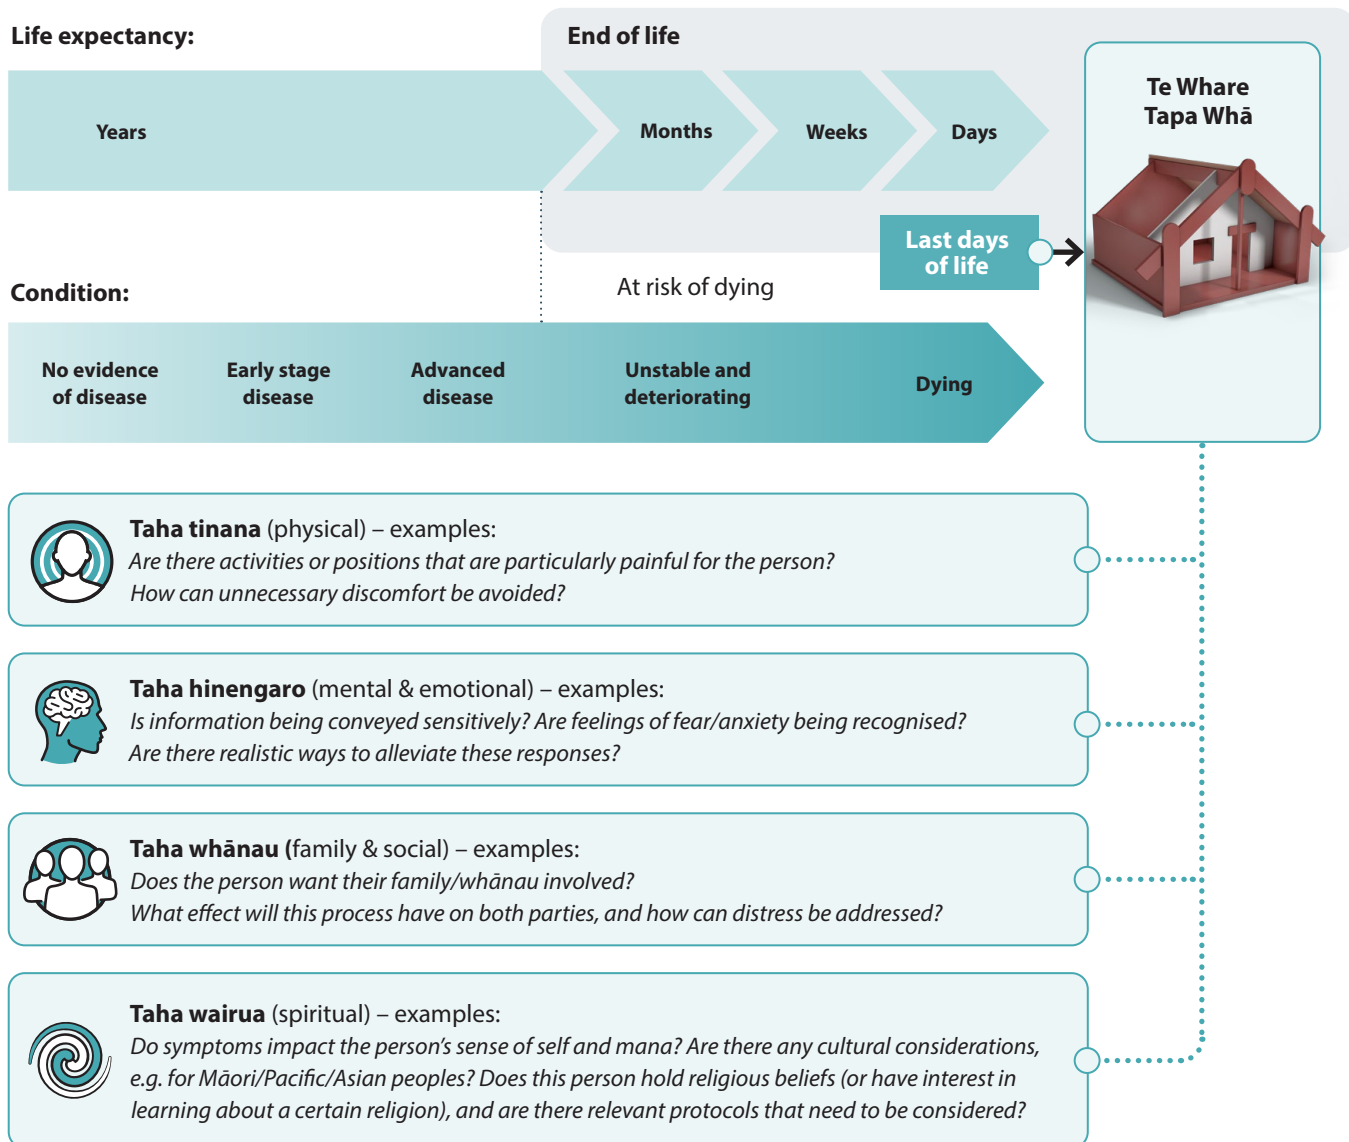 Life expectancy:
End of life
Years
Months
Weeks
Days
Te Whare
Tapa Whā
Last days
of life
Condition:
At risk of dying
No evidence
of disease
Early stage
disease
Advanced
disease
Unstable and
deteriorating
Dying
Taha tinana (physical) – examples:
Are there activities or positions that are particularly painful for the person?
How can unnecessary discomfort be avoided?
Taha hinengaro (mental & emotional) – examples:
Is information being conveyed sensitively? Are feelings of fear/anxiety being recognised?
Are there realistic ways to alleviate these responses?
Taha whānau (family & social) – examples:
Does the person want their family/whānau involved?
What effect will this process have on both parties, and how can distress be addressed?
Taha wairua (spiritual) – examples:
Do symptoms impact the person’s sense of self and mana? Are there any cultural considerations,
e.g. for Māori/Pacific/Asian peoples? Does this person hold religious beliefs (or have interest in
learning about a certain religion), and are there relevant protocols that need to be considered?